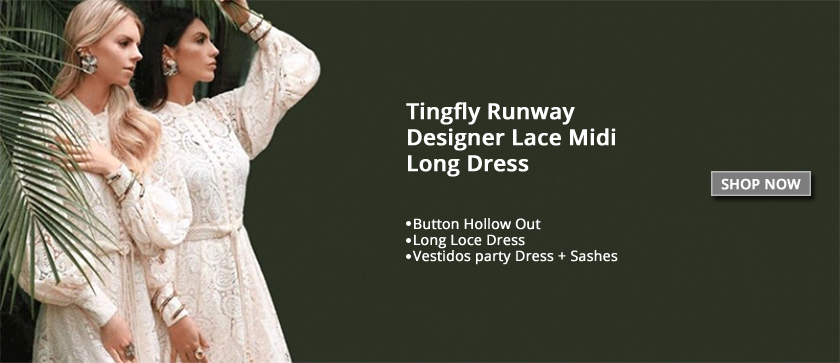 Tingfly Runway
Designer Lace Midi
Long Dress
SHOP NOW
•Button Hollow Out
•Long Loce Dress
•Vestidos party Dress + Sashes